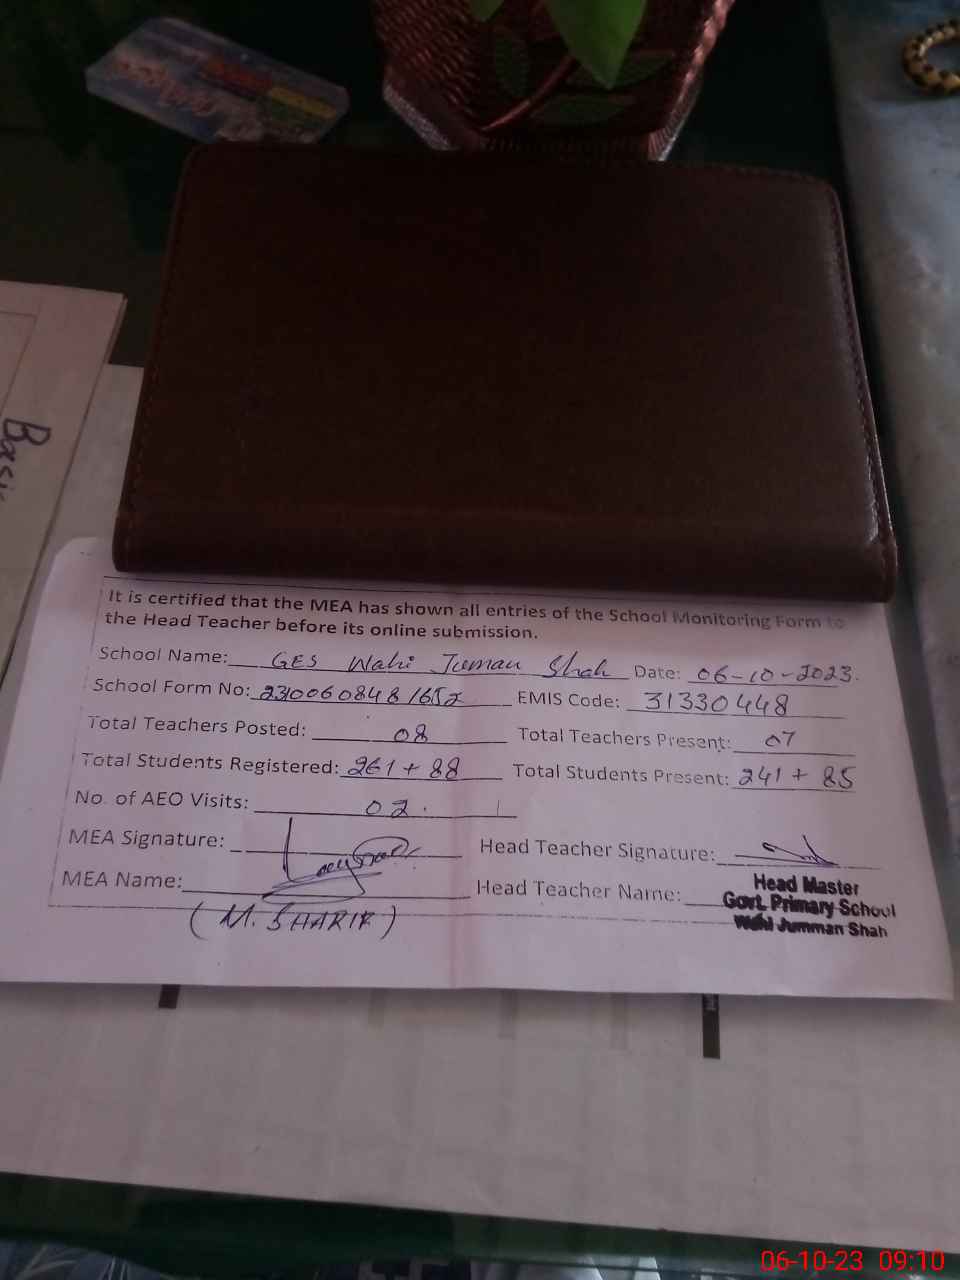 Basi
It is certified that the MEA has shown all entries of the School Monitoring Form to
the Head Teacher before its online submission.
School Name: GES Wahi Juman Shah Date: 06-10-2023.
School Form No: 23100608481652 EMIS Code: 31330448
Total Teachers Posted: 08 Total Teachers Present: 07
Total Students Registered: 261 + 88 Total Students Present: 241 + 85
No. of AEO Visits: 02.
MEA Signature: Head Teacher Signature:
MEA Name: Head Teacher Name:
(M. SHARIF)
Head Master
Govt. Primary School
Wahi Jumman Shah
06-10-23 09:10